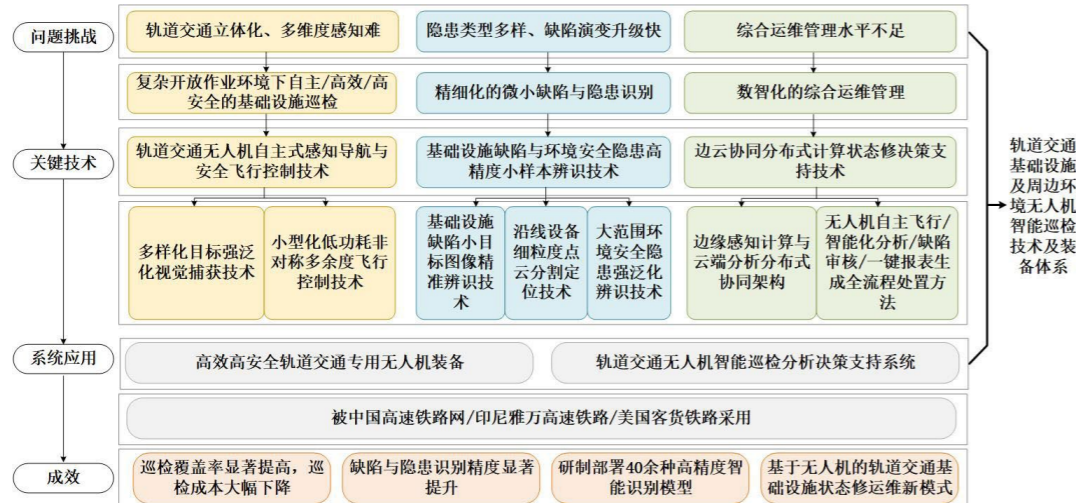 问题挑战
轨道交通立体化、多维度感知难
隐患类型多样、缺陷演变升级快
综合运维管理水平不足
复杂开放作业环境下自主/高效/高
安全的基础设施巡检
精细化的微小缺陷与隐患识别
数智化的综合运维管理
关键技术
轨道交通无人机自主式感知导航与
安全飞行控制技术
基础设施缺陷与环境安全隐患高
精度小样本辨识技术
边云协同分布式计算状态修决策支
持技术
多样化目标强泛
化视觉捕获技术
小型化低功耗非
对称多余度飞行
控制技术
基础设施
缺陷小目
标图像精
准辨识技
术
沿线设备
细粒度点
云分割定
位技术
大范围环
境安全隐
患强泛化
辨识技术
边缘感知计算与
云端分析分布式
协同架构
无人机自主飞行/
智能化分析/缺陷
审核/一键报表生
成全流程处置方
法
轨道交通
基础设施
及周边环
境无人机
智能巡检
技术及装
备体系
系统应用
高效高安全轨道交通专用无人机装备
轨道交通无人机智能巡检分析决策支持系统
被中国高速铁路网/印尼雅万高速铁路/美国客货铁路采用
成效
巡检覆盖率显著提高，巡
检成本大幅下降
缺陷与隐患识别精度显著
提升
研制部署40余种高精度智
能识别模型
基于无人机的轨道交通基
础设施状态修运维新模式